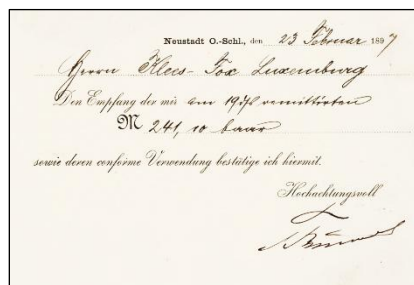 Neustadt O.-Schl., den 23 Februar 1897
Herrn Klees-Fox Luxemburg
Den Empfang der mir am 19 remittirten
M 241,10 baar
sowie deren conforme Verwendung bestätige ich hiermit.
Hochachtungsvoll